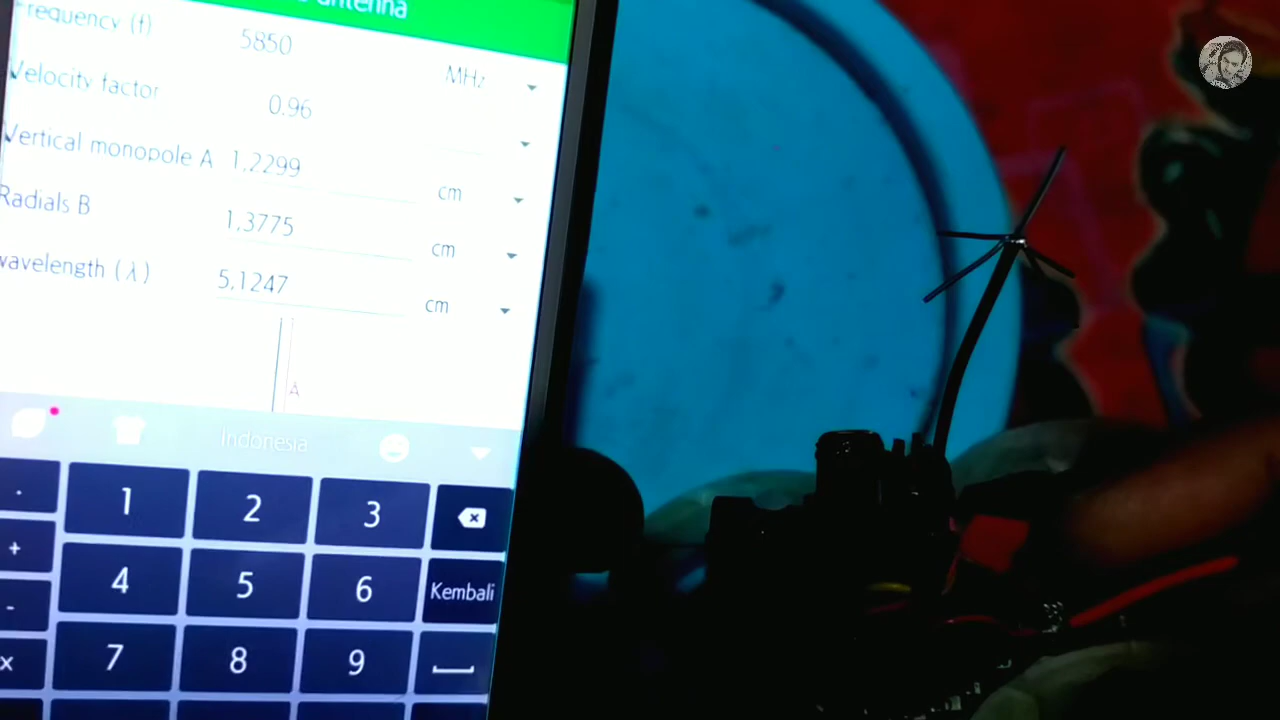 antenna
Frequency (f) 5850 MHz
Velocity factor 0.96
Vertical monopole A 1,2299 cm
Radials B 1,3775 cm
wavelength (λ) 5,1247 cm
A
Indonesia
. 1 2 3
+ 4 5 6 Kembali
- 7 8 9
×